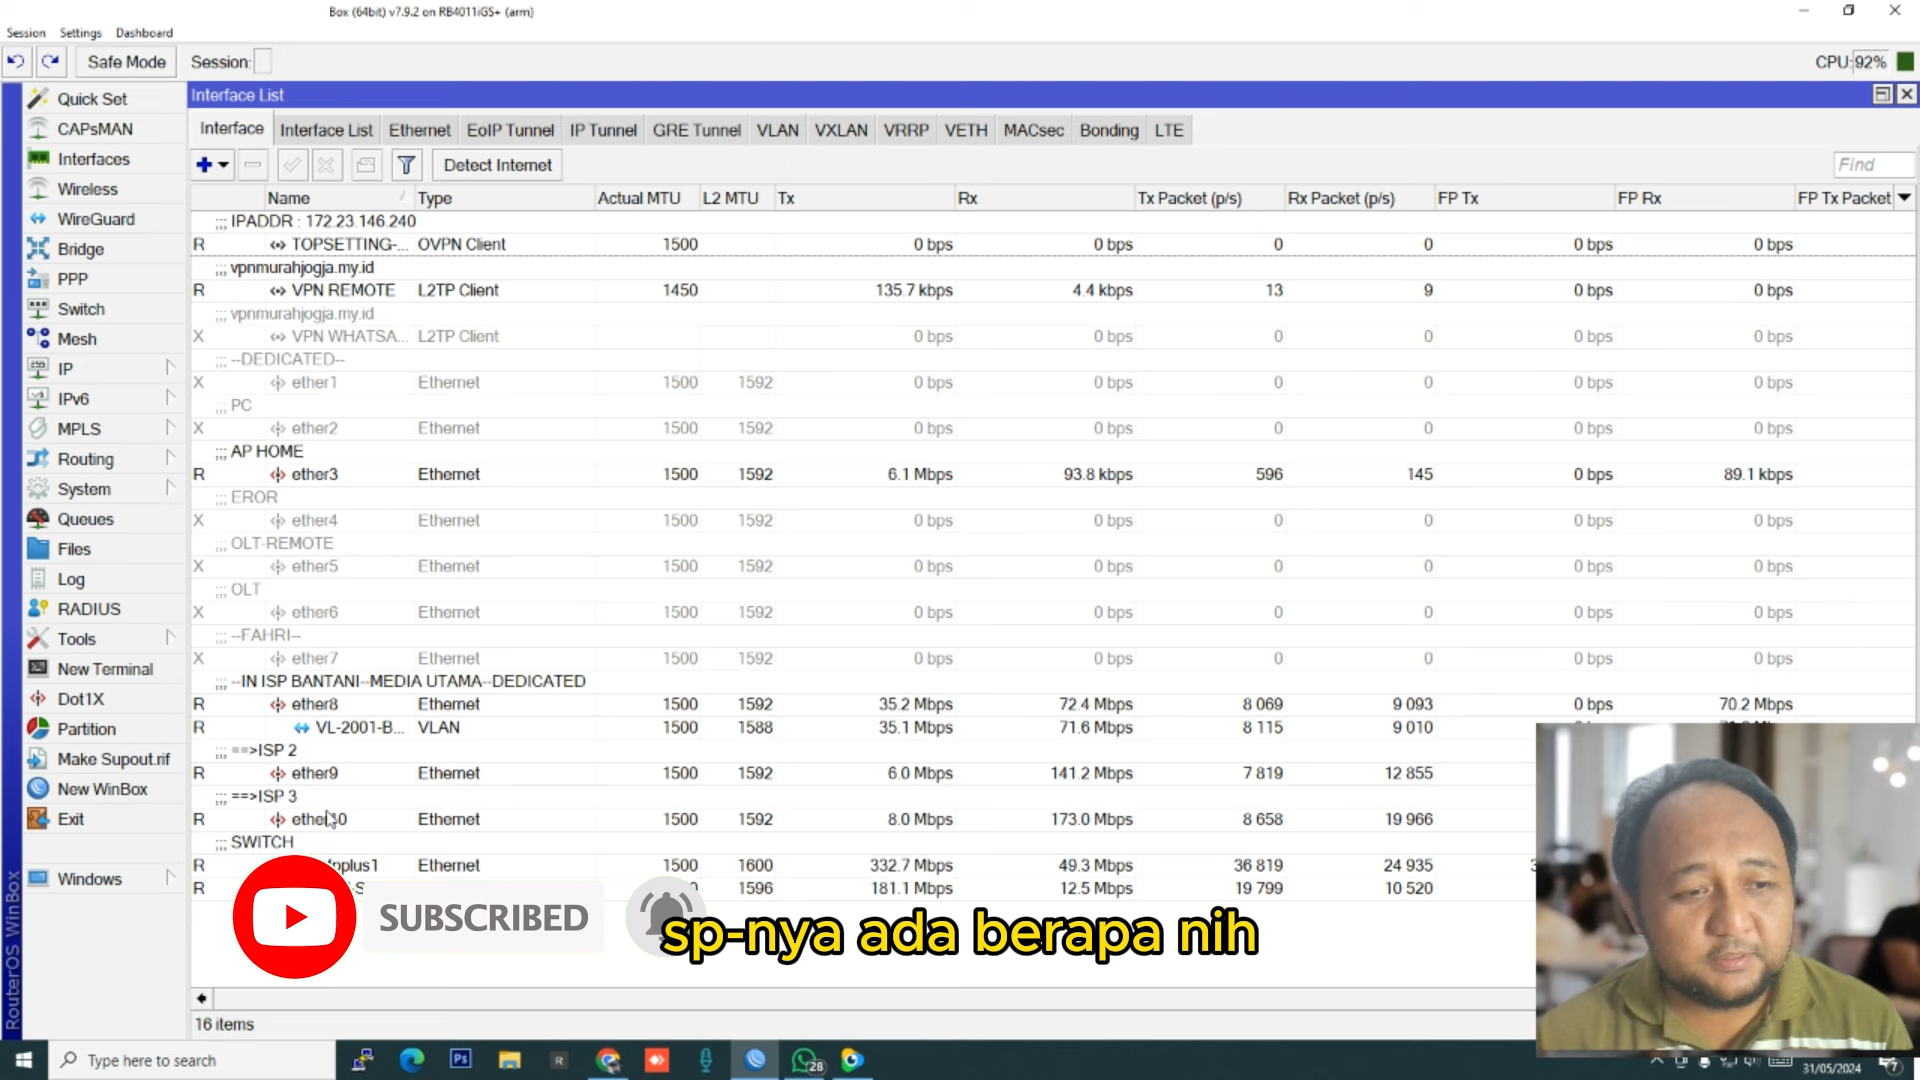 Box (64bit) v7.9.2 on RB4011iGS+ (arm)
Session Settings Dashboard
Safe Mode Session: CPU: 92%
Quick Set
CAPsMAN
Interfaces
Wireless
WireGuard
Bridge
PPP
Switch
Mesh
IP
IPv6
MPLS
Routing
System
Queues
Files
Log
RADIUS
Tools
New Terminal
Dot1X
Partition
Make Supout.rif
New WinBox
Exit
Windows
RouterOS WinBox
Interface List
Interface Interface List Ethernet EoIP Tunnel IP Tunnel GRE Tunnel VLAN VXLAN VRRP VETH MACsec Bonding LTE
Detect Internet Find
Name Type Actual MTU L2 MTU Tx Rx Tx Packet (p/s) Rx Packet (p/s) FP Tx FP Rx FP Tx Packet
;;; IPADDR : 172.23.146.240
R TOPSETTING-... OVPN Client 1500 0 bps 0 bps 0 0 0 bps 0 bps
;;; vpnmurahjogja.my.id
R VPN REMOTE L2TP Client 1450 135.7 kbps 4.4 kbps 13 9 0 bps 0 bps
;;; vpnmurahjogja.my.id
X VPN WHATSA... L2TP Client 0 bps 0 bps 0 0 0 bps 0 bps
;;; --DEDICATED--
X ether1 Ethernet 1500 1592 0 bps 0 bps 0 0 0 bps 0 bps
;;; PC
X ether2 Ethernet 1500 1592 0 bps 0 bps 0 0 0 bps 0 bps
;;; AP HOME
R ether3 Ethernet 1500 1592 6.1 Mbps 93.8 kbps 596 145 0 bps 89.1 kbps
;;; EROR
X ether4 Ethernet 1500 1592 0 bps 0 bps 0 0 0 bps 0 bps
;;; OLT-REMOTE
X ether5 Ethernet 1500 1592 0 bps 0 bps 0 0 0 bps 0 bps
;;; OLT
X ether6 Ethernet 1500 1592 0 bps 0 bps 0 0 0 bps 0 bps
;;; --FAHRI--
X ether7 Ethernet 1500 1592 0 bps 0 bps 0 0 0 bps 0 bps
;;; --IN ISP BANTANI--MEDIA UTAMA--DEDICATED
R ether8 Ethernet 1500 1592 35.2 Mbps 72.4 Mbps 8 069 9 093 0 bps 70.2 Mbps
R VL-2001-B... VLAN 1500 1588 35.1 Mbps 71.6 Mbps 8 115 9 010
;;; ==>ISP 2
R ether9 Ethernet 1500 1592 6.0 Mbps 141.2 Mbps 7 819 12 855
;;; ==>ISP 3
R ether10 Ethernet 1500 1592 8.0 Mbps 173.0 Mbps 8 658 19 966
;;; SWITCH
R plus1 Ethernet 1500 1600 332.7 Mbps 49.3 Mbps 36 819 24 935
R 1596 181.1 Mbps 12.5 Mbps 19 799 10 520
SUBSCRIBED
sp-nya ada berapa nih
16 items
Type here to search Ps R 28 31/05/2024 7